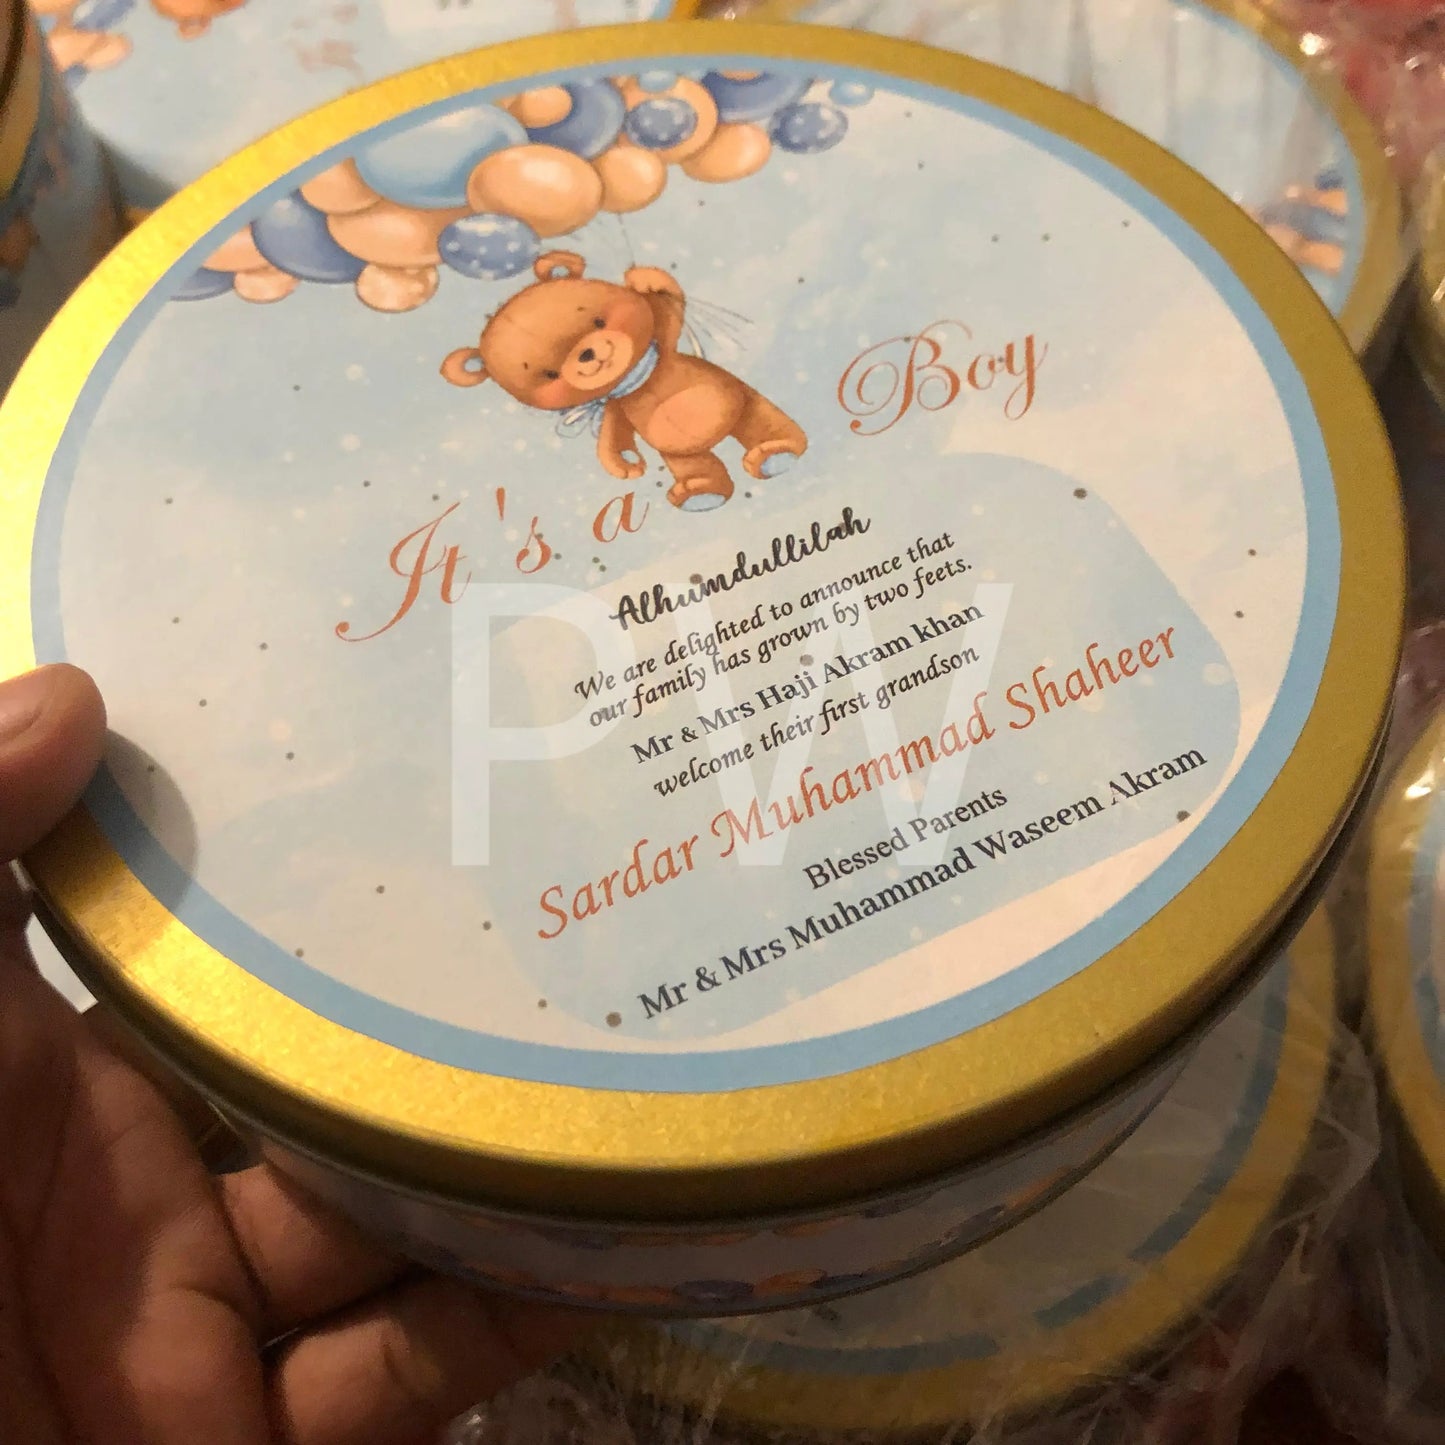 It's a Boy
Alhumdullilah
We are delighted to announce that
our family has grown by two feets.
Mr & Mrs Haji Akram khan
welcome their first grandson
Sardar Muhammad Shaheer
Blessed Parents
Mr & Mrs Muhammad Waseem Akram
PW